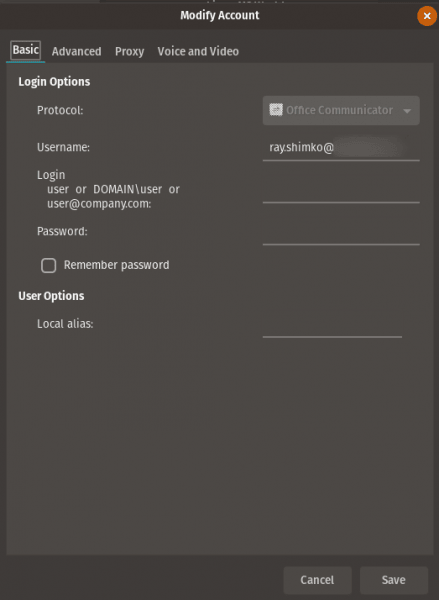 Modify Account
Basic Advanced Proxy Voice and Video
Login Options
Protocol: Office Communicator
Username: ray.shimko@
Login
user or DOMAIN\user or
user@company.com:
Password:
Remember password
User Options
Local alias:
Cancel Save